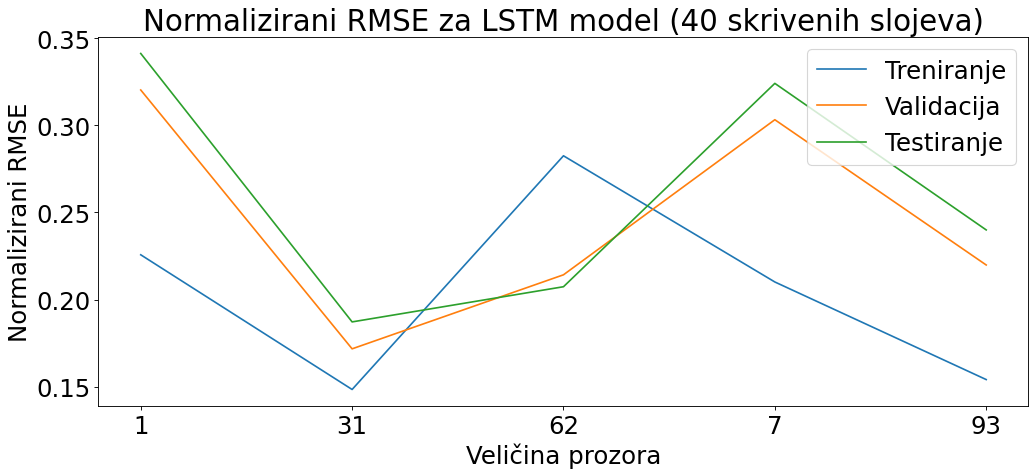 Normalizirani RMSE za LSTM model (40 skrivenih slojeva)
0.35
0.30
0.25
0.20
0.15
Normalizirani RMSE
Treniranje
Validacija
Testiranje
1 31 62 7 93
Veličina prozora